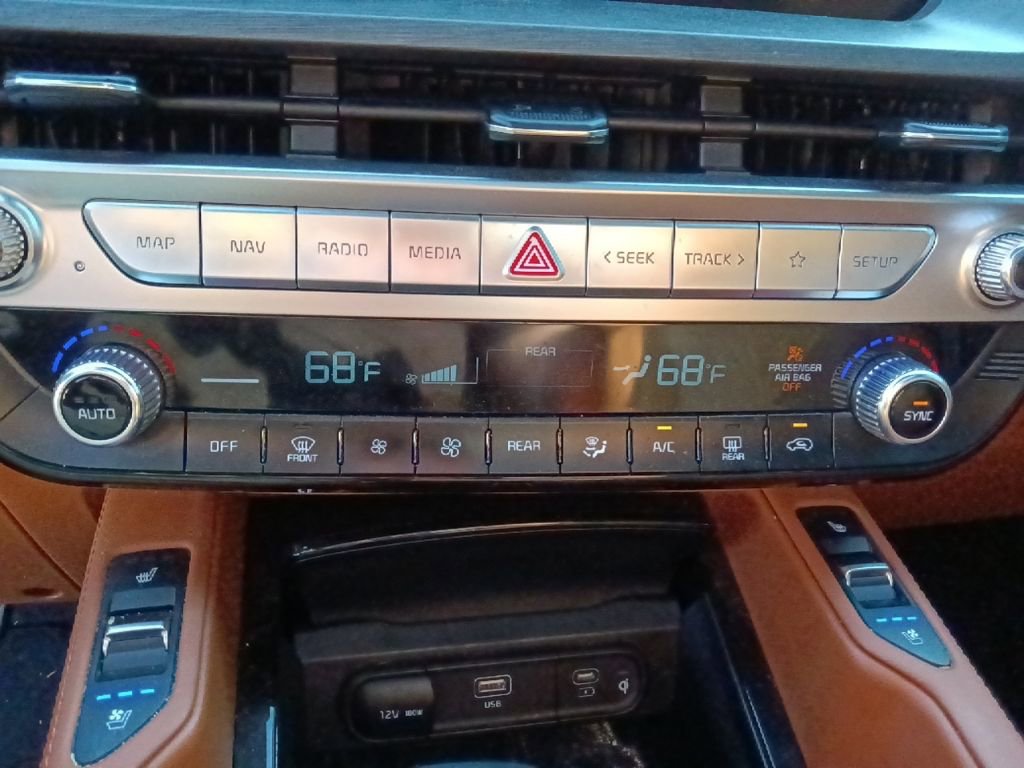 MAP NAV RADIO MEDIA < SEEK TRACK > SETUP
REAR
68°F 68°F
PASSENGER
AIR BAG
OFF
AUTO SYNC
OFF FRONT REAR A/C REAR
12V 180W USB